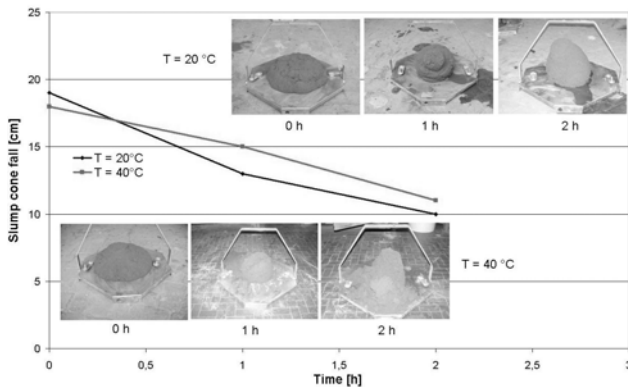 25
20
15
10
5
0
Slump cone fall [cm]
T = 20 °C
0 h
1 h
2 h
T = 20°C
T = 40°C
T = 40 °C
0 h
1 h
2 h
0
0,5
1
1,5
2
2,5
3
Time [h]